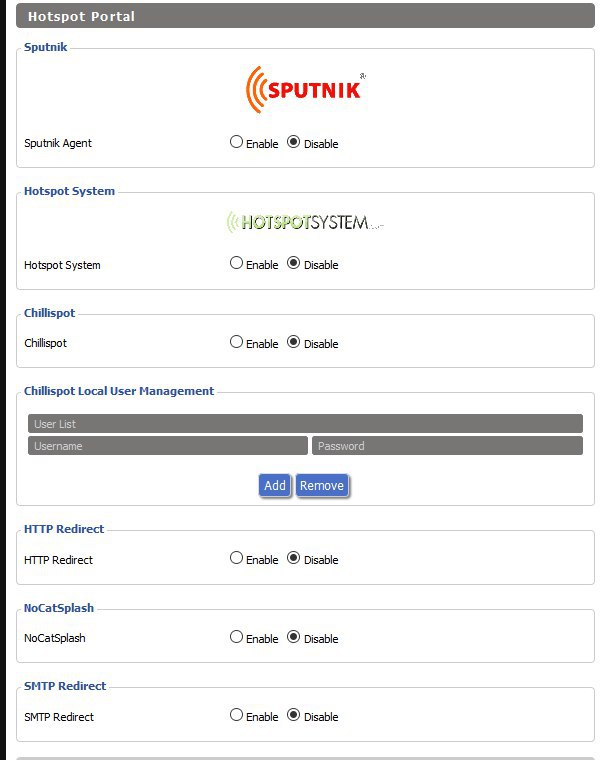 Hotspot Portal
Sputnik
SPUTNIK®
Sputnik Agent Enable Disable
Hotspot System
HOTSPOTSYSTEM
Hotspot System Enable Disable
Chillispot
Chillispot Enable Disable
Chillispot Local User Management
User List
Username Password
Add Remove
HTTP Redirect
HTTP Redirect Enable Disable
NoCatSplash
NoCatSplash Enable Disable
SMTP Redirect
SMTP Redirect Enable Disable